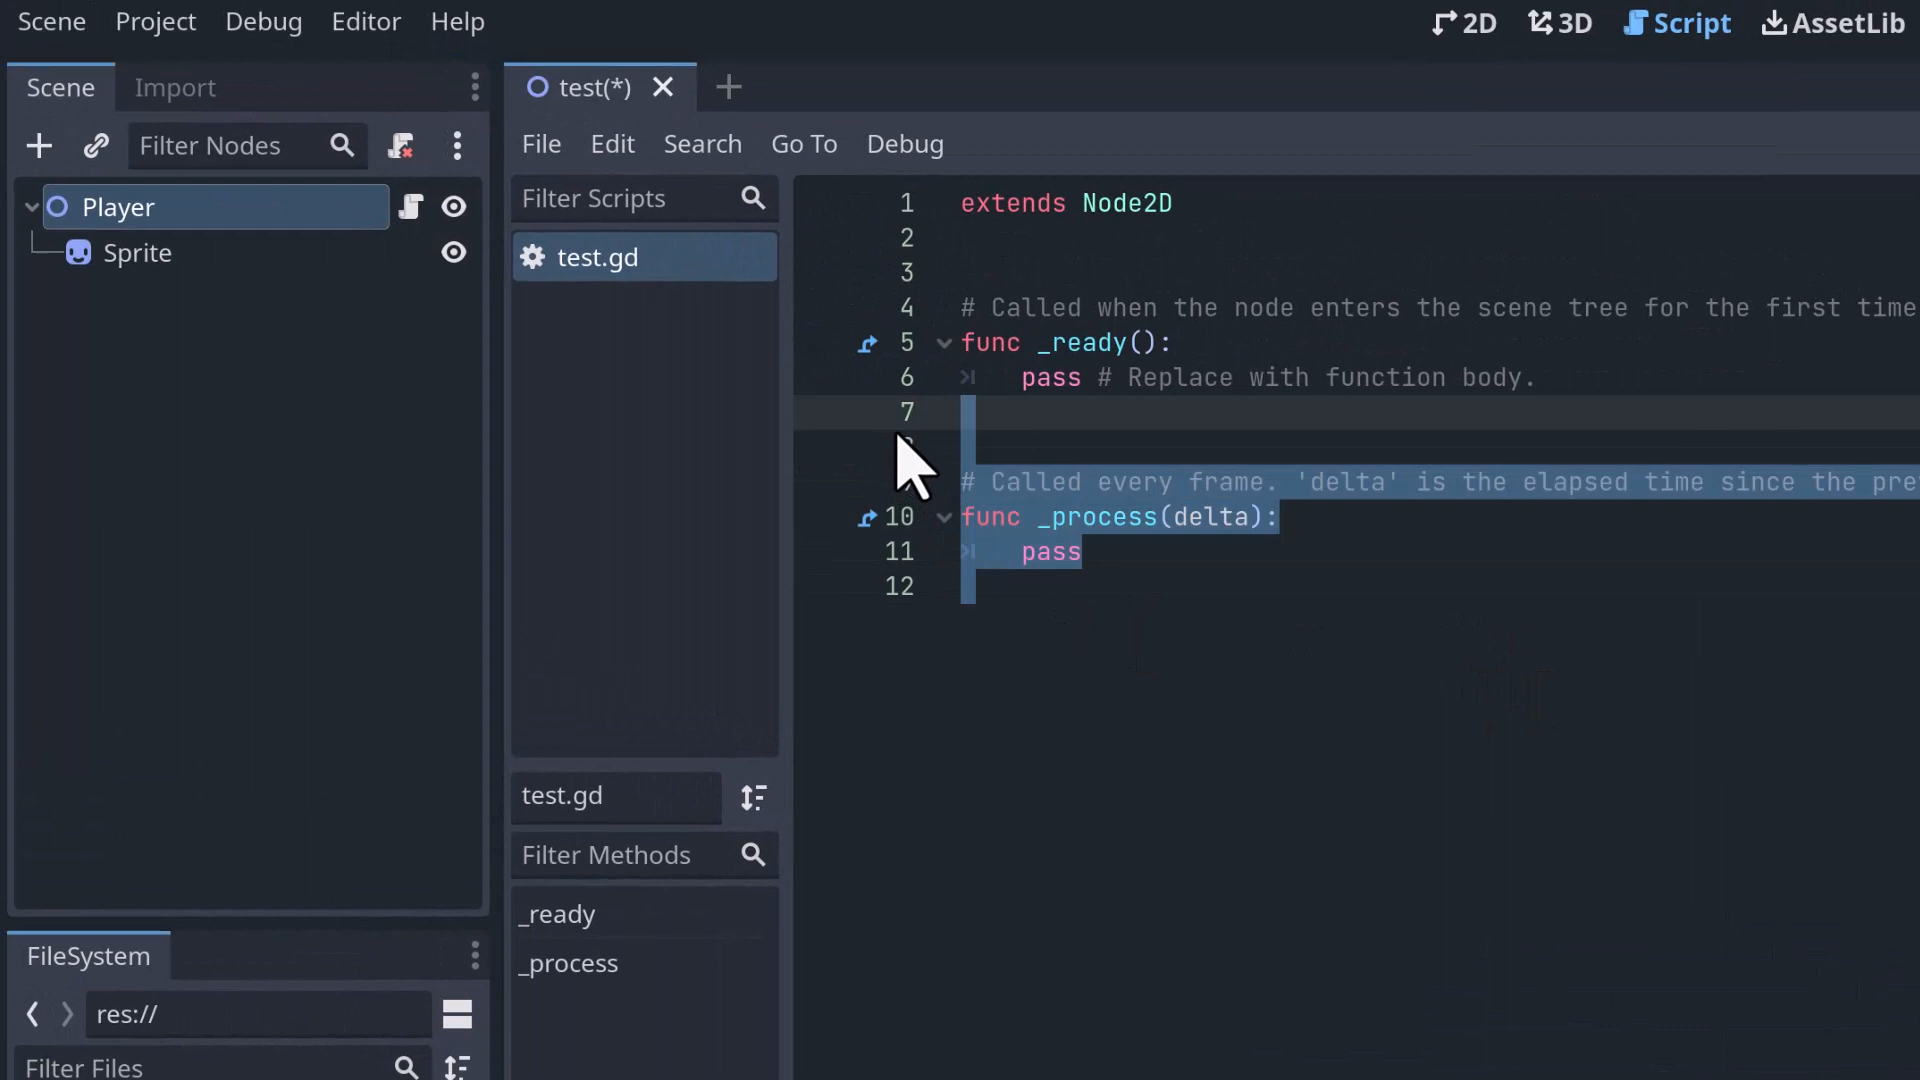 Scene Project Debug Editor Help
2D 3D Script AssetLib
Scene Import
test(*)
Filter Nodes
Player
Sprite
File Edit Search Go To Debug
Filter Scripts
test.gd
1 extends Node2D
2
3
4 # Called when the node enters the scene tree for the first time
5 func _ready():
6 pass # Replace with function body.
7
# Called every frame. 'delta' is the elapsed time since the pre
10 func _process(delta):
11 pass
12
test.gd
Filter Methods
_ready
_process
FileSystem
res://
Filter Files